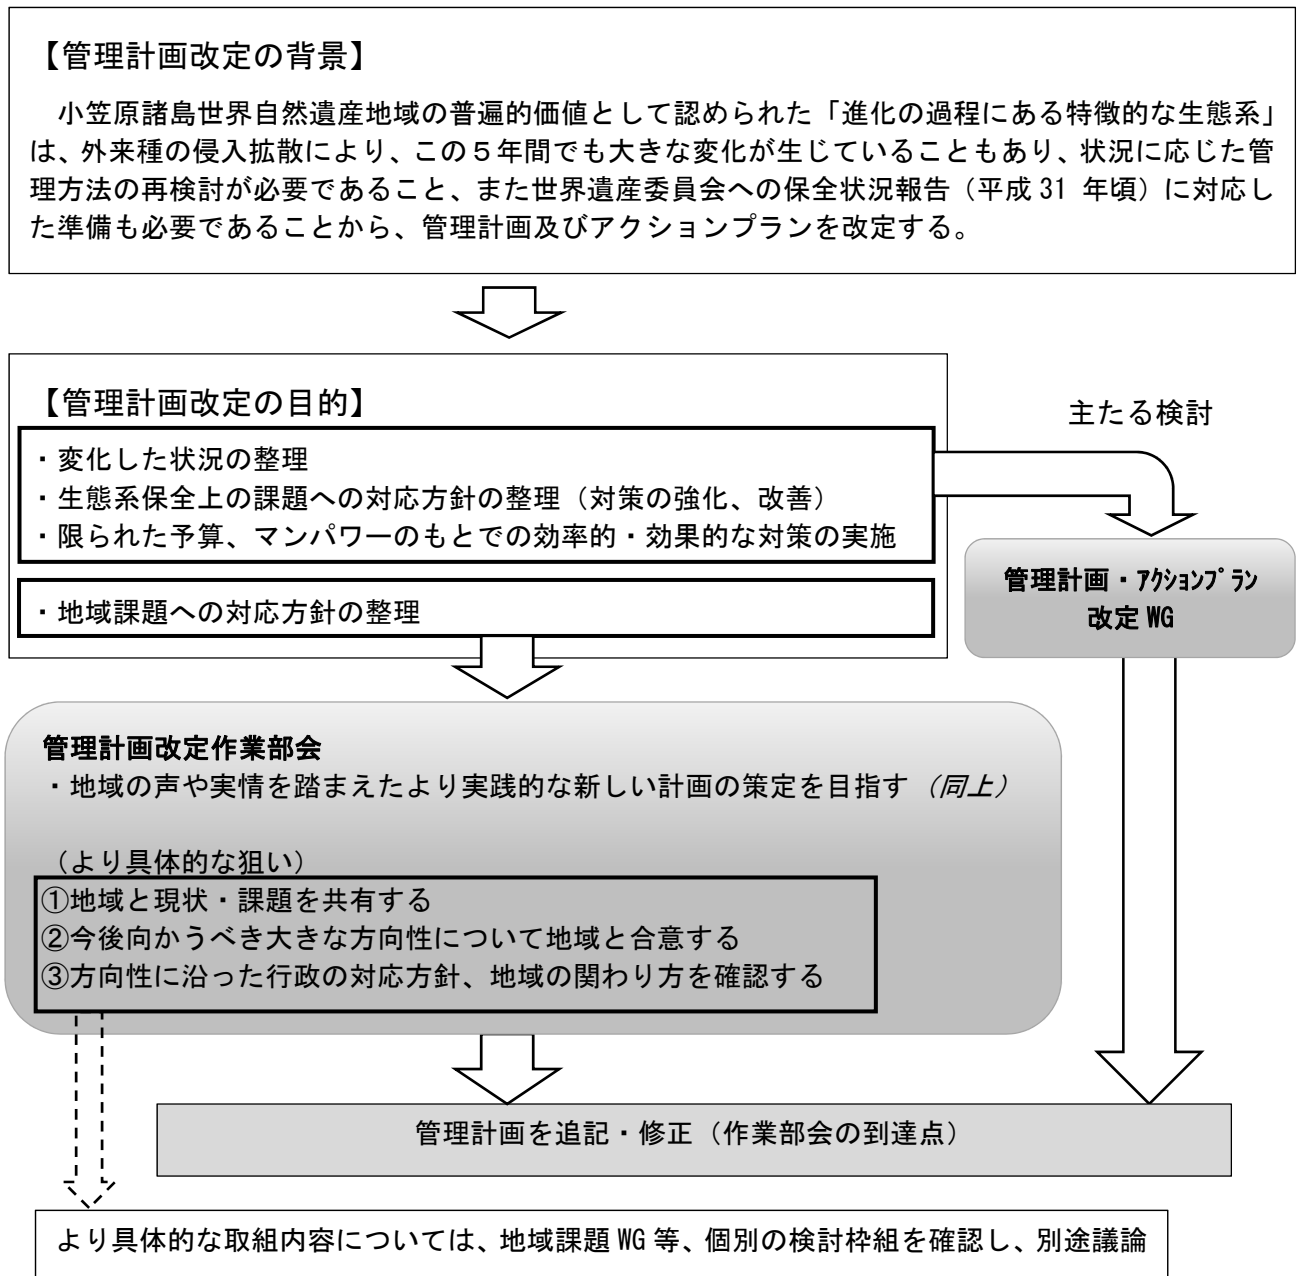 【管理計画改定の背景】
小笠原諸島世界自然遺産地域の普遍的価値として認められた「進化の過程にある特徴的な生態系」
は、外来種の侵入拡散により、この５年間でも大きな変化が生じていることもあり、状況に応じた管
理方法の再検討が必要であること、また世界遺産委員会への保全状況報告（平成 31 年頃）に対応し
た準備も必要であることから、管理計画及びアクションプランを改定する。
【管理計画改定の目的】
・変化した状況の整理
・生態系保全上の課題への対応方針の整理（対策の強化、改善）
・限られた予算、マンパワーのもとでの効率的・効果的な対策の実施
・地域課題への対応方針の整理
主たる検討
管理計画・ｱｸｼｮﾝﾌﾟﾗﾝ
改定 WG
管理計画改定作業部会
・地域の声や実情を踏まえたより実践的な新しい計画の策定を目指す（同上）
（より具体的な狙い）
①地域と現状・課題を共有する
②今後向かうべき大きな方向性について地域と合意する
③方向性に沿った行政の対応方針、地域の関わり方を確認する
管理計画を追記・修正（作業部会の到達点）
より具体的な取組内容については、地域課題 WG 等、個別の検討枠組を確認し、別途議論